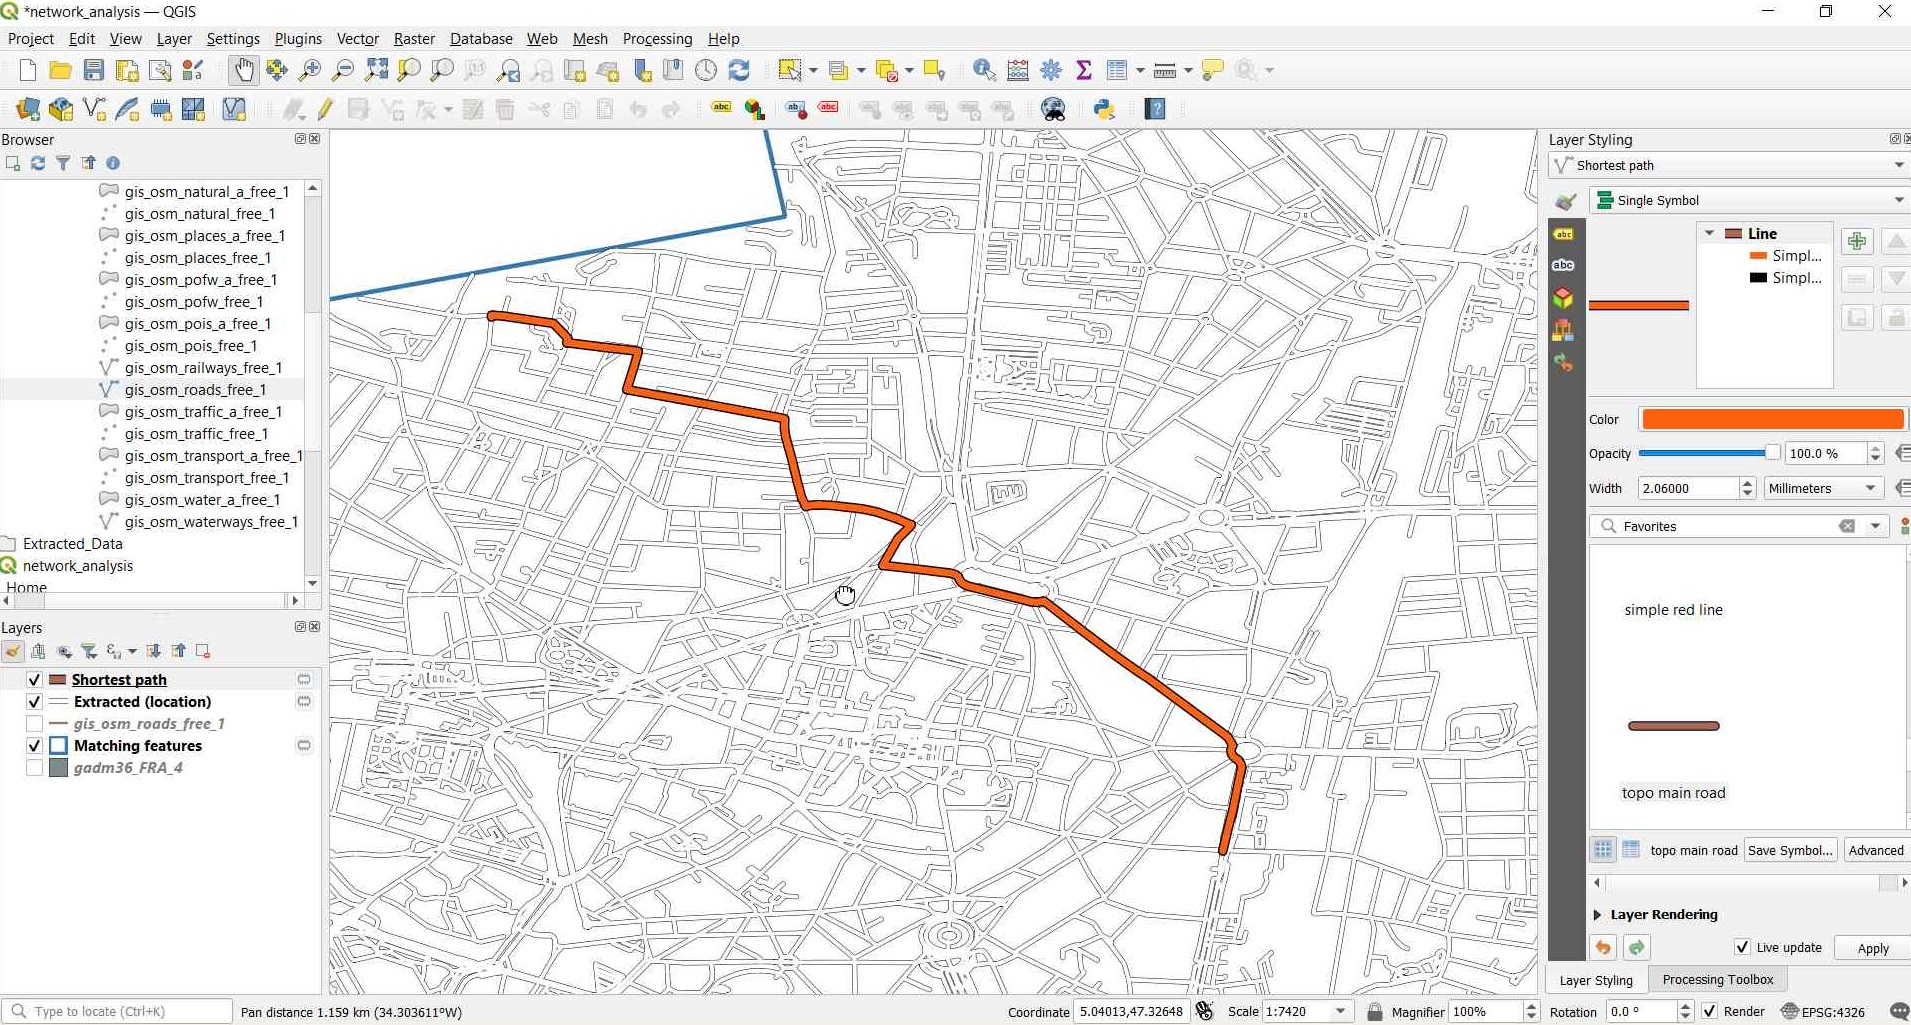 *network_analysis — QGIS
Project Edit View Layer Settings Plugins Vector Raster Database Web Mesh Processing Help
Browser
gis_osm_natural_a_free_1
gis_osm_natural_free_1
gis_osm_places_a_free_1
gis_osm_places_free_1
gis_osm_pofw_a_free_1
gis_osm_pofw_free_1
gis_osm_pois_a_free_1
gis_osm_pois_free_1
gis_osm_railways_free_1
gis_osm_roads_free_1
gis_osm_traffic_a_free_1
gis_osm_traffic_free_1
gis_osm_transport_a_free_1
gis_osm_transport_free_1
gis_osm_water_a_free_1
gis_osm_waterways_free_1
Extracted_Data
network_analysis
Home
Layers
Shortest path
Extracted (location)
gis_osm_roads_free_1
Matching features
gadm36_FRA_4
Layer Styling
Shortest path
Single Symbol
Line
Simpl...
Simpl...
Color
Opacity 100.0 %
Width 2.06000 Millimeters
Favorites
simple red line
topo main road
topo main road Save Symbol... Advanced
Layer Rendering
Live update Apply
Layer Styling Processing Toolbox
Type to locate (Ctrl+K) Pan distance 1.159 km (34.303611°W) Coordinate 5.04013,47.32648 Scale 1:7420 Magnifier 100% Rotation 0.0 ° Render EPSG:4326